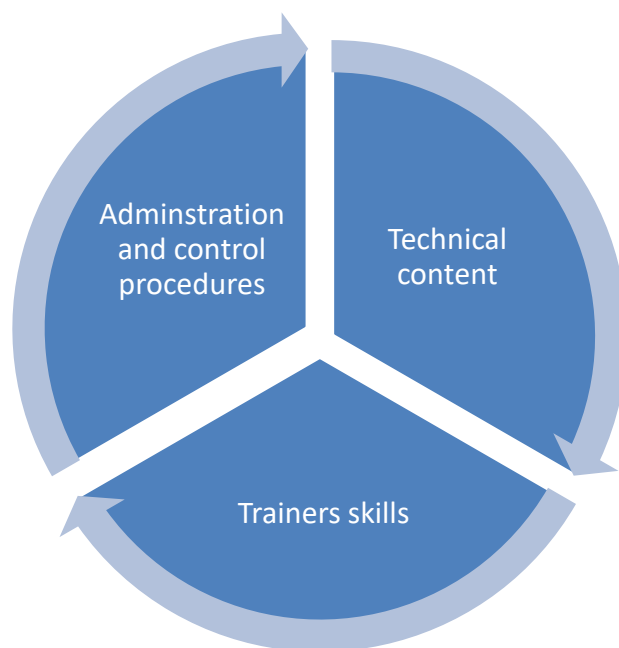 Adminstration
and control
procedures
Technical
content
Trainers skills